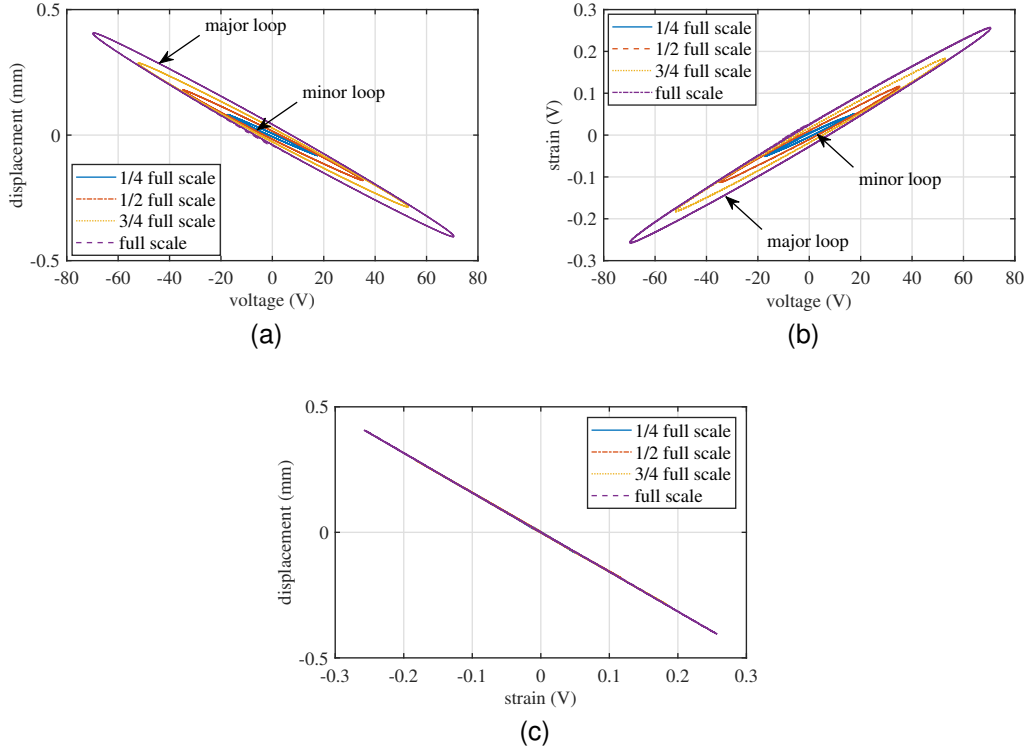 0.5
0
-0.5
displacement (mm)
major loop
minor loop
1/4 full scale
1/2 full scale
3/4 full scale
full scale
-80 -60 -40 -20 0 20 40 60 80
voltage (V)
(a)
0.3
0.2
0.1
0
-0.1
-0.2
-0.3
strain (V)
1/4 full scale
1/2 full scale
3/4 full scale
full scale
minor loop
major loop
-80 -60 -40 -20 0 20 40 60 80
voltage (V)
(b)
0.5
0
-0.5
displacement (mm)
1/4 full scale
1/2 full scale
3/4 full scale
full scale
-0.3 -0.2 -0.1 0 0.1 0.2 0.3
strain (V)
(c)